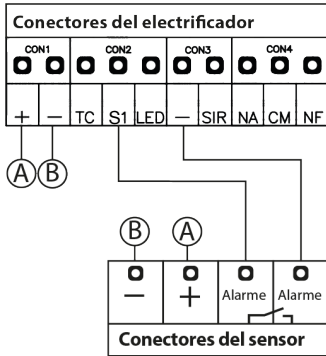 Conectores del electrificador
CON1 CON2 CON3 CON4
+ − TC S1 LED − SIR NA CM NF
A B
B A
− + Alarme Alarme
Conectores del sensor